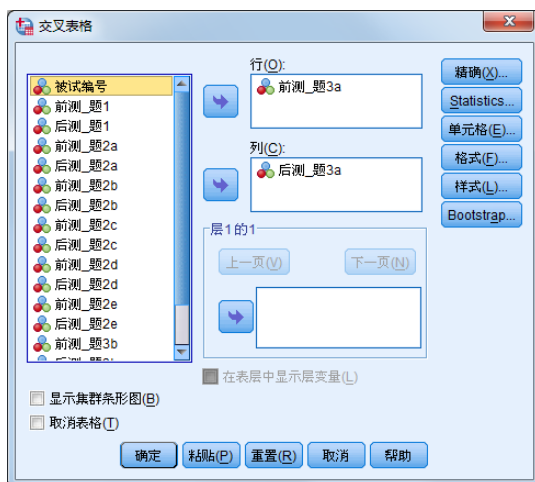 交叉表格
被试编号
前测_题1
后测_题1
前测_题2a
后测_题2a
前测_题2b
后测_题2b
前测_题2c
后测_题2c
前测_题2d
后测_题2d
前测_题2e
后测_题2e
前测_题3b
行(O):
前测_题3a
列(C):
后测_题3a
层1的1
上一页(V)
下一页(N)
在表层中显示层变量(L)
精确(X)...
Statistics...
单元格(E)...
格式(F)...
样式(L)...
Bootstrap...
显示集群条形图(B)
取消表格(T)
确定
粘贴(P)
重置(R)
取消
帮助